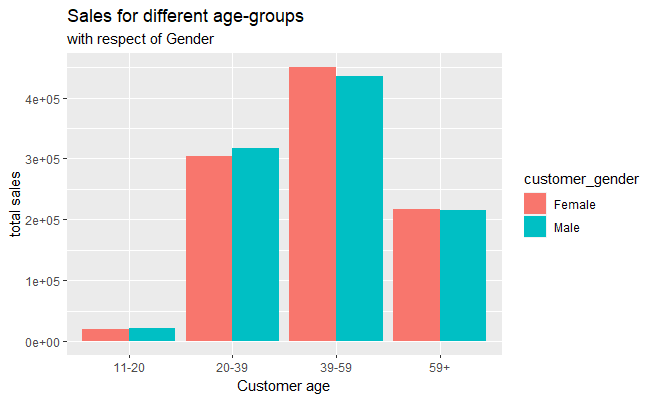 Sales for different age-groups
with respect of Gender
total sales
4e+05
3e+05
2e+05
1e+05
0e+00
11-20
20-39
39-59
59+
Customer age
customer_gender
Female
Male